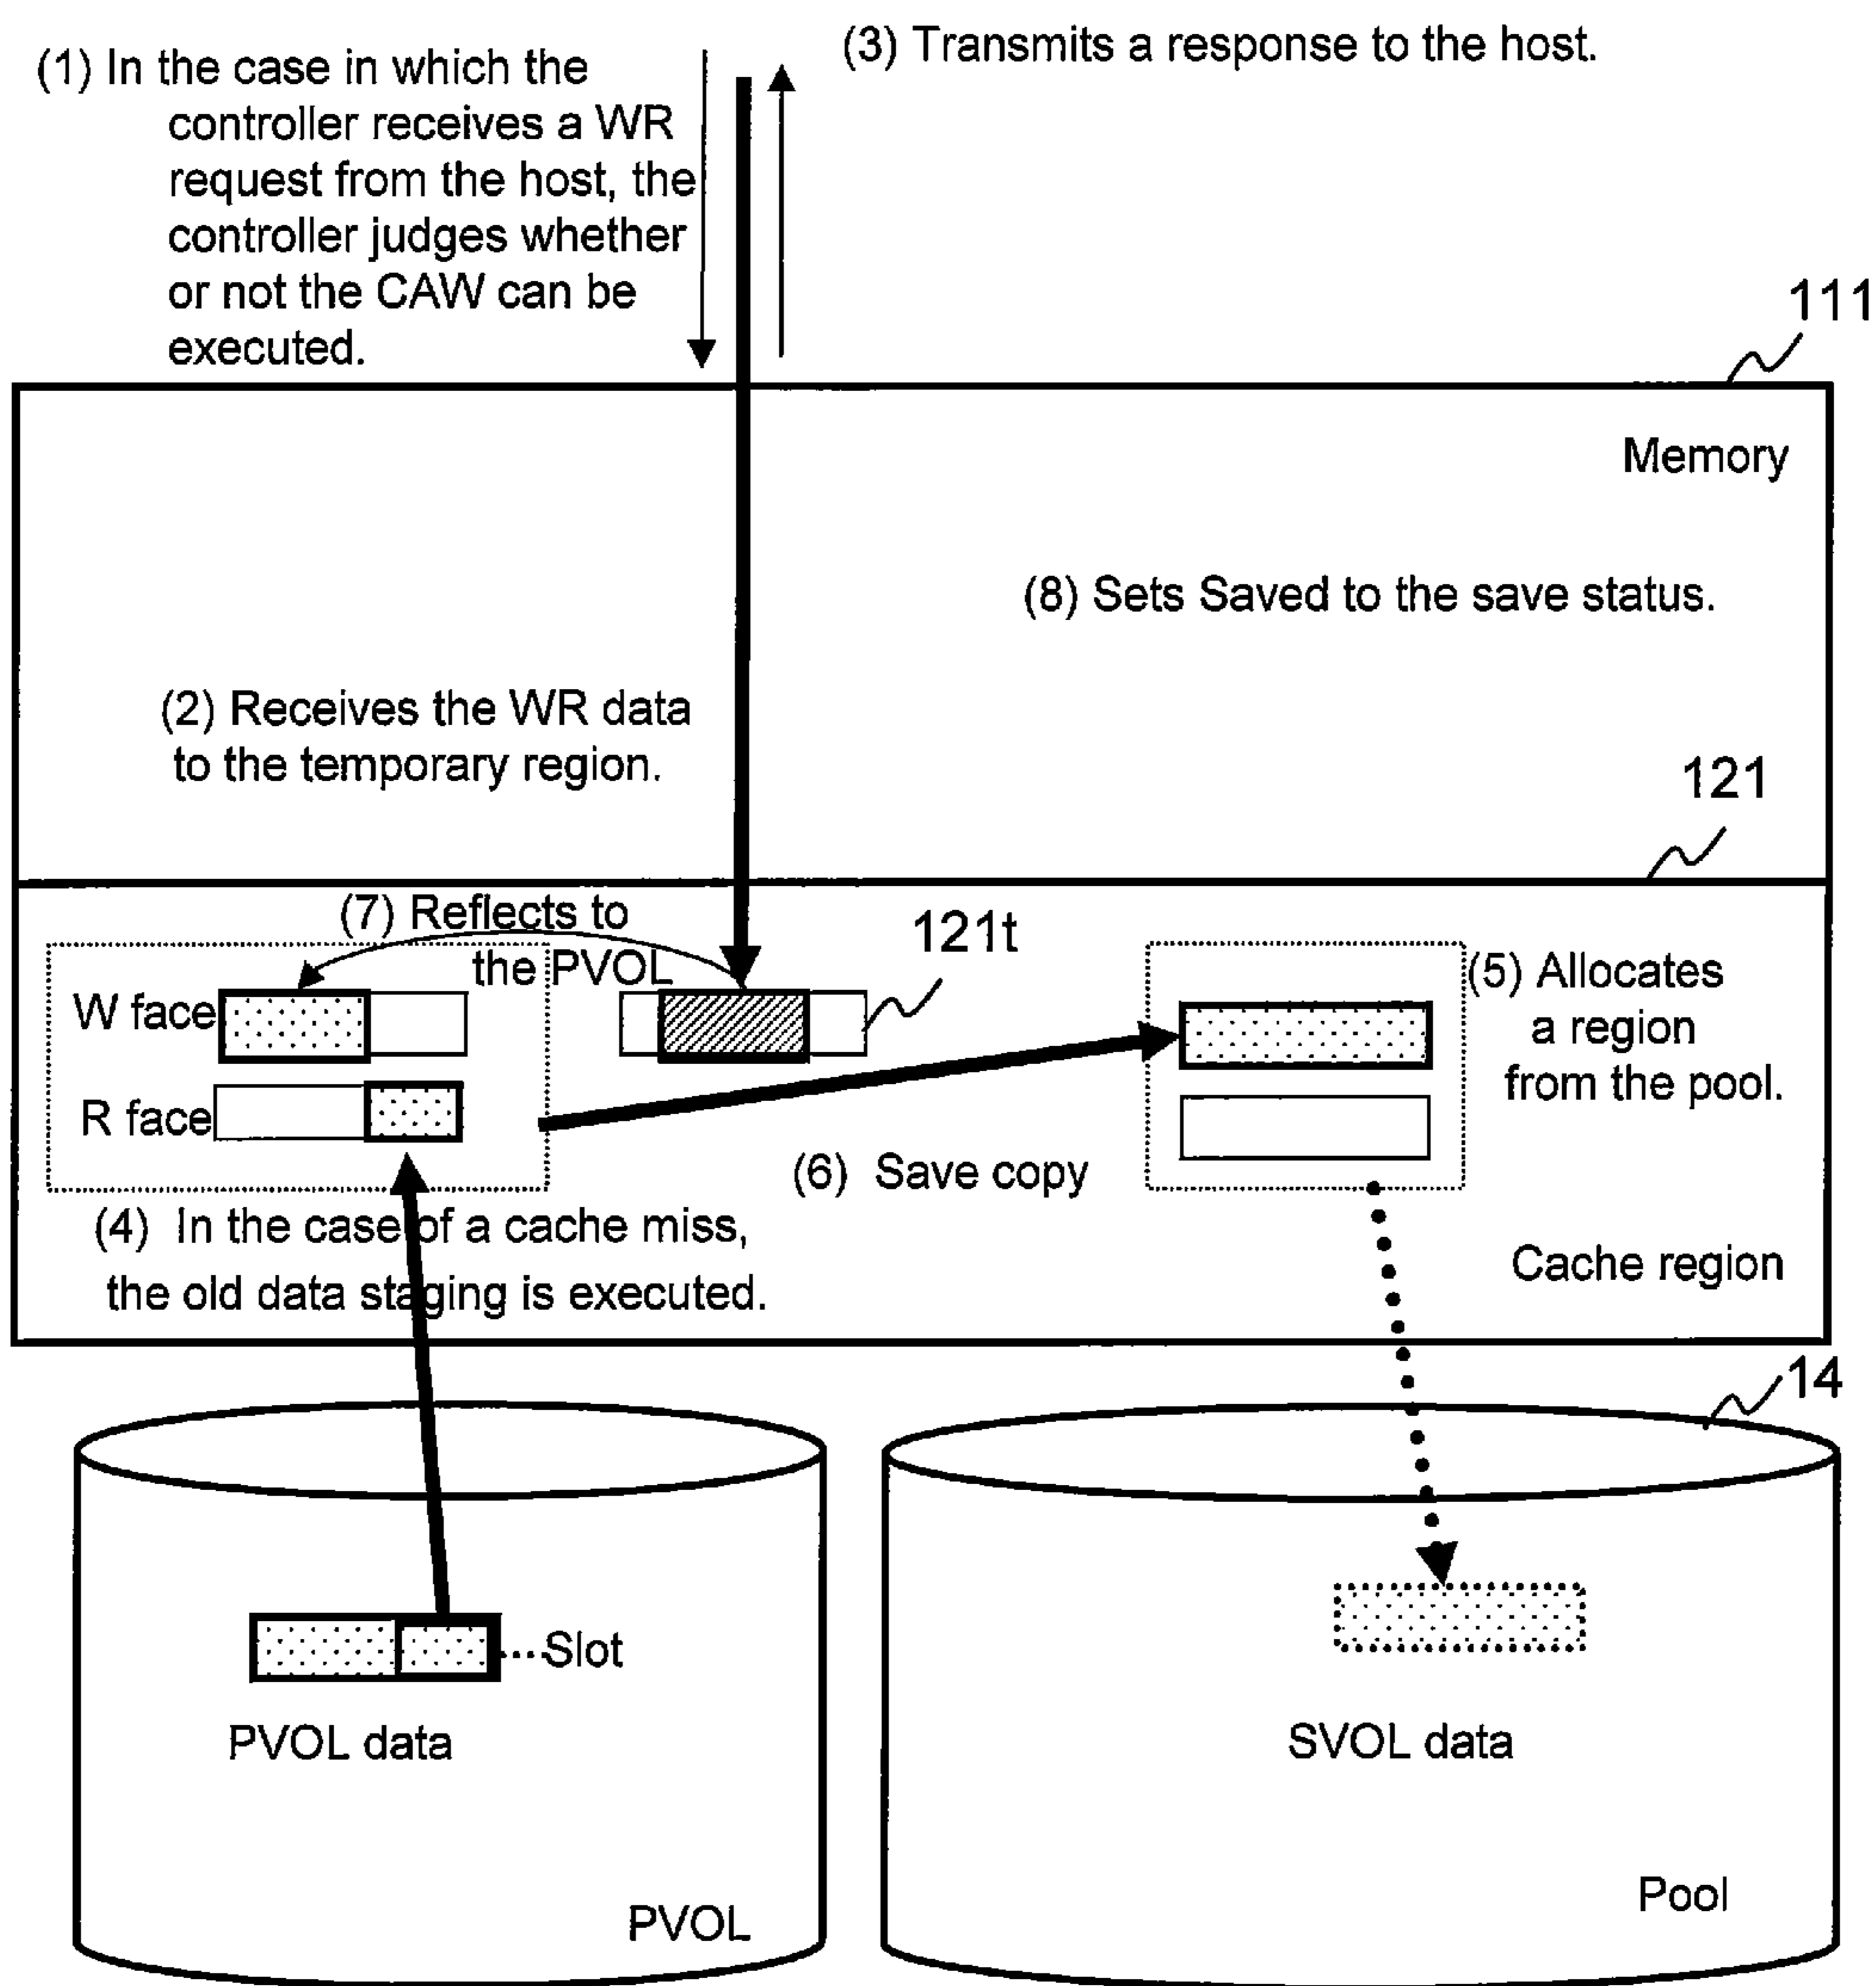 (1) In the case in which the
controller receives a WR
request from the host, the
controller judges whether
or not the CAW can be
executed.
(3) Transmits a response to the host.
111
Memory
(8) Sets Saved to the save status.
(2) Receives the WR data
to the temporary region.
121
(7) Reflects to
the PVOL
121t
W face
R face
(5) Allocates
a region
from the pool.
(6) Save copy
(4) In the case of a cache miss,
the old data staging is executed.
Cache region
14
Slot
PVOL data
SVOL data
PVOL
Pool